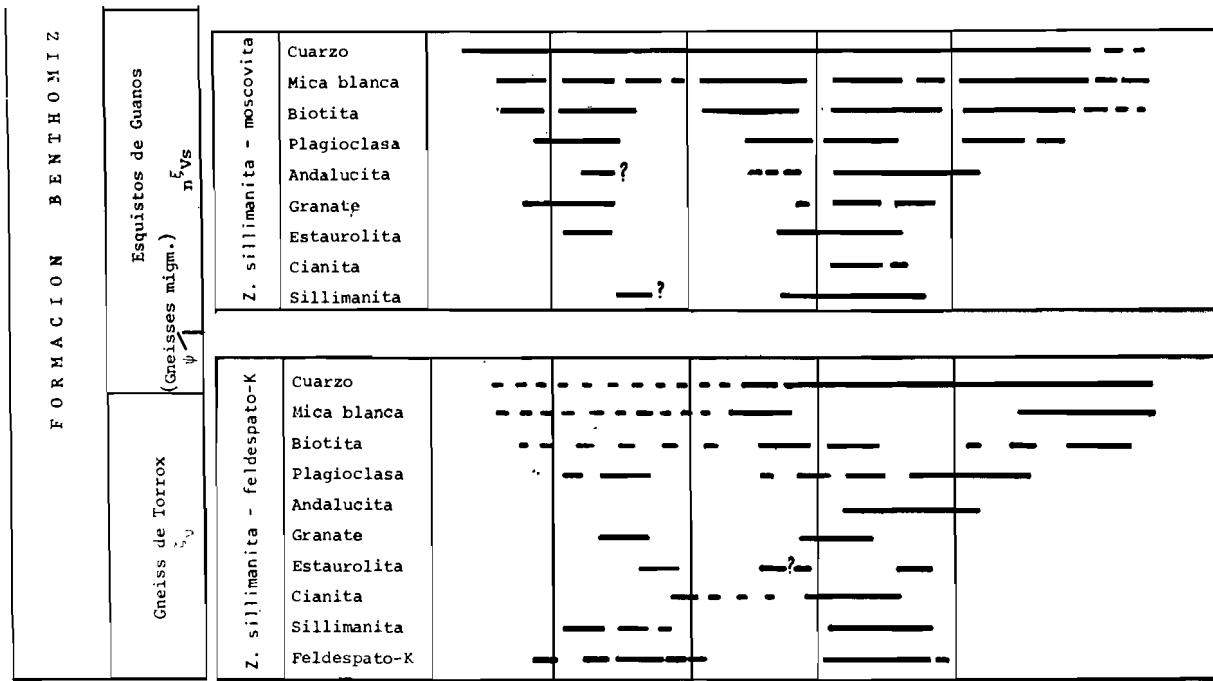 FORMACION BENTHOMIZ
Esquistos de Guanos
(Gneisses migm.)
ψ
Gneiss de Torrox
Z. sillimanita - moscovita
Cuarzo
Mica blanca
Biotita
Plagioclasa
Andalucita
?
Granate
Estaurolita
Cianita
Sillimanita
?
Z. sillimanita - feldespato-K
Cuarzo
Mica blanca
Biotita
Plagioclasa
Andalucita
Granate
Estaurolita
?
Cianita
Sillimanita
Feldespato-K